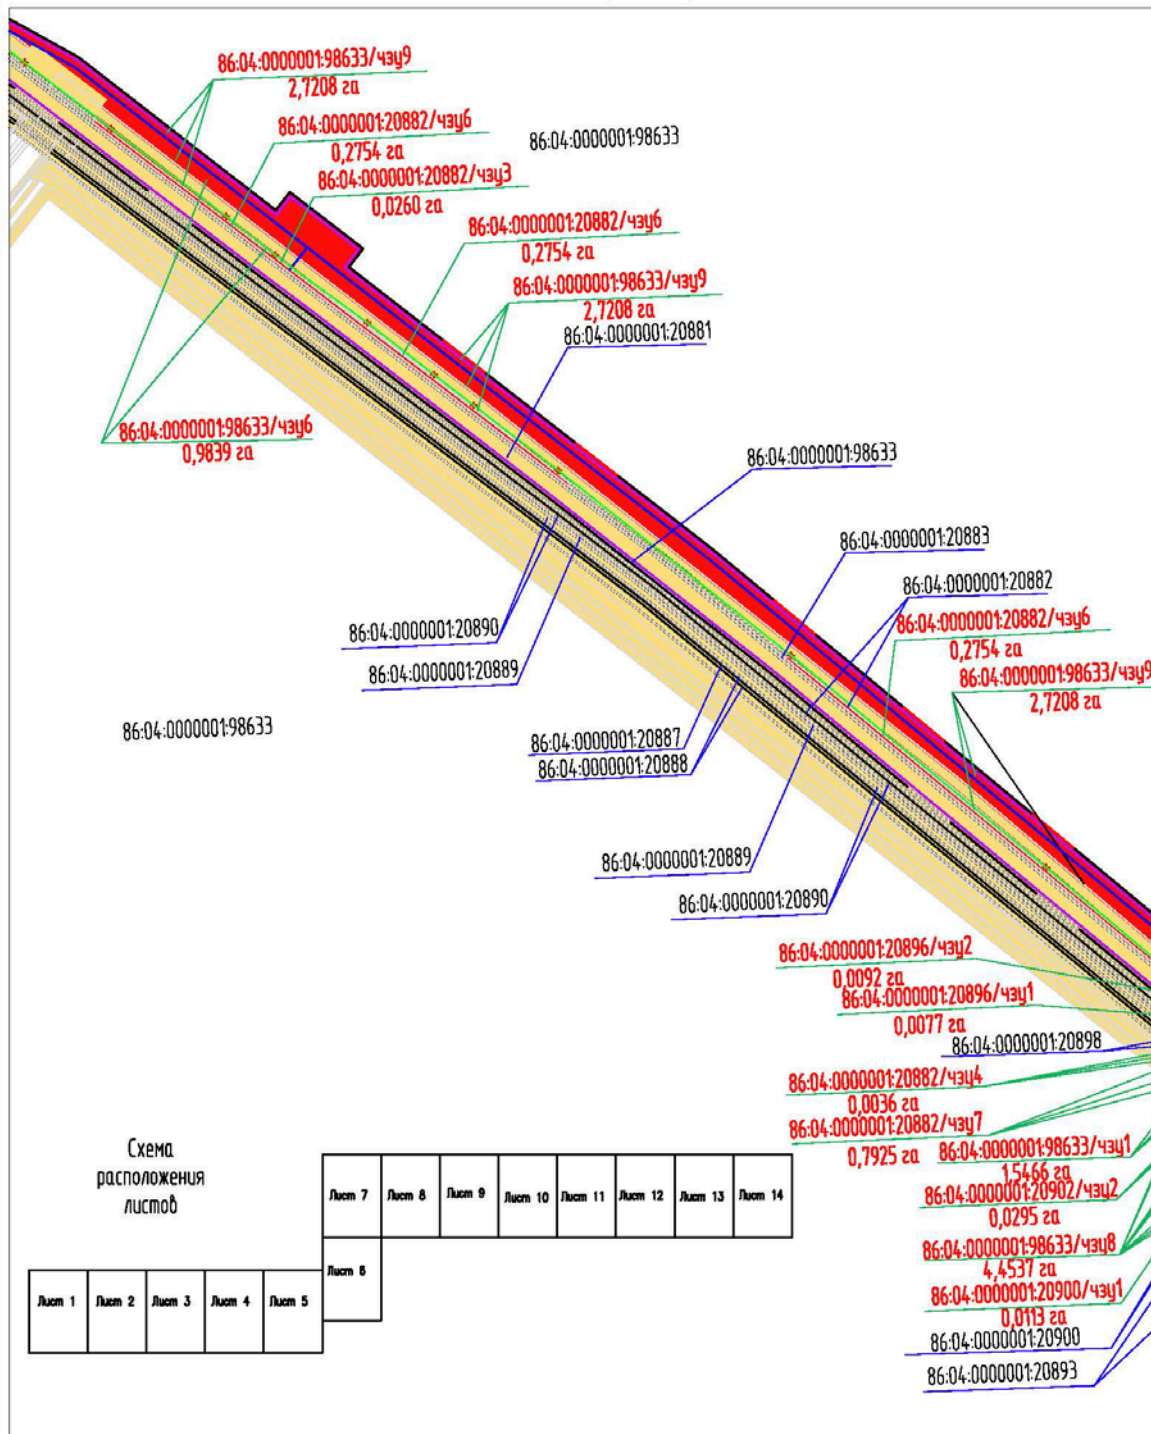 86:04:0000001:98633/чзу9
2,7208 га
86:04:0000001:20882/чзу6
0,2754 га
86:04:0000001:98633
86:04:0000001:20882/чзу3
0,0260 га
86:04:0000001:20882/чзу6
0,2754 га
86:04:0000001:98633/чзу9
2,7208 га
86:04:0000001:20881
86:04:0000001:98633/чзу6
0,9839 га
86:04:0000001:98633
86:04:0000001:20883
86:04:0000001:20882
86:04:0000001:20882/чзу6
0,2754 га
86:04:0000001:98633/чзу9
2,7208 га
86:04:0000001:20890
86:04:0000001:20889
86:04:0000001:98633
86:04:0000001:20887
86:04:0000001:20888
86:04:0000001:20889
86:04:0000001:20890
86:04:0000001:20896/чзу2
0,0092 га
86:04:0000001:20896/чзу1
0,0077 га
86:04:0000001:20898
86:04:0000001:20882/чзу4
0,0036 га
86:04:0000001:20882/чзу7
0,7925 га
86:04:0000001:98633/чзу1
1,5466 га
86:04:0000001:20902/чзу2
0,0295 га
86:04:0000001:98633/чзу8
4,4537 га
86:04:0000001:20900/чзу1
0,0113 га
86:04:0000001:20900
86:04:0000001:20893
Схема
расположения
листов
Лист 7 Лист 8 Лист 9 Лист 10 Лист 11 Лист 12 Лист 13 Лист 14
Лист 6
Лист 1 Лист 2 Лист 3 Лист 4 Лист 5